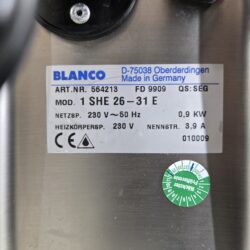 BLANCO
D-75038 Oberderdingen
Made in Germany
ART.NR. 564213 FD 9909 QS:SEG
MOD. 1 SHE 26-31 E
NETZSP. 230 V~50 Hz 0,9 KW
HEIZKÖRPERSP. 230 V NENNSTR. 3,9 A
CE 010009